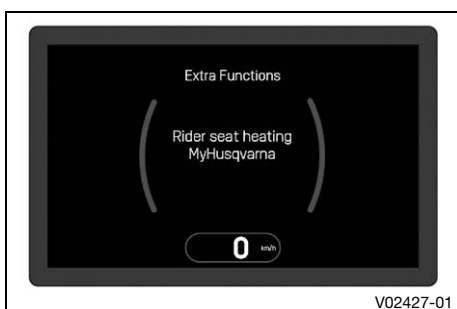 Extra Functions
Rider seat heating
MyHusqvarna
0 km/h
V02427-01